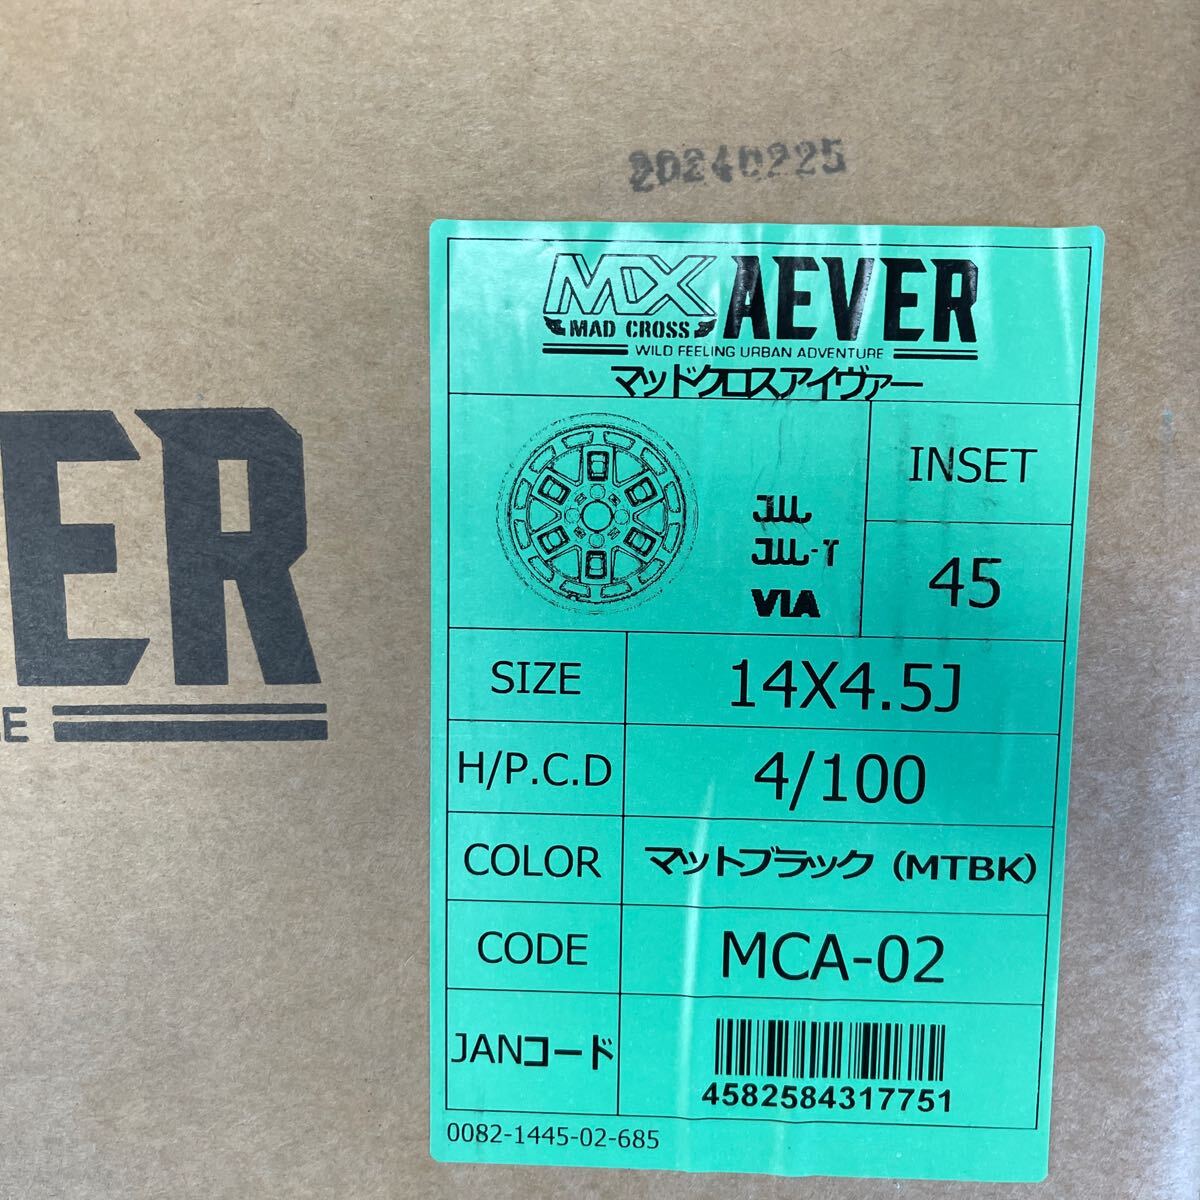 20240225
MX AEVER
MAD CROSS
WILD FEELING URBAN ADVENTURE
マッドクロスアイヴァー
INSET
45
JWL
JWL-T
VIA
SIZE 14X4.5J
H/P.C.D 4/100
COLOR マットブラック (MTBK)
CODE MCA-02
JANコード 4582584317751
0082-1445-02-685
ER
RE